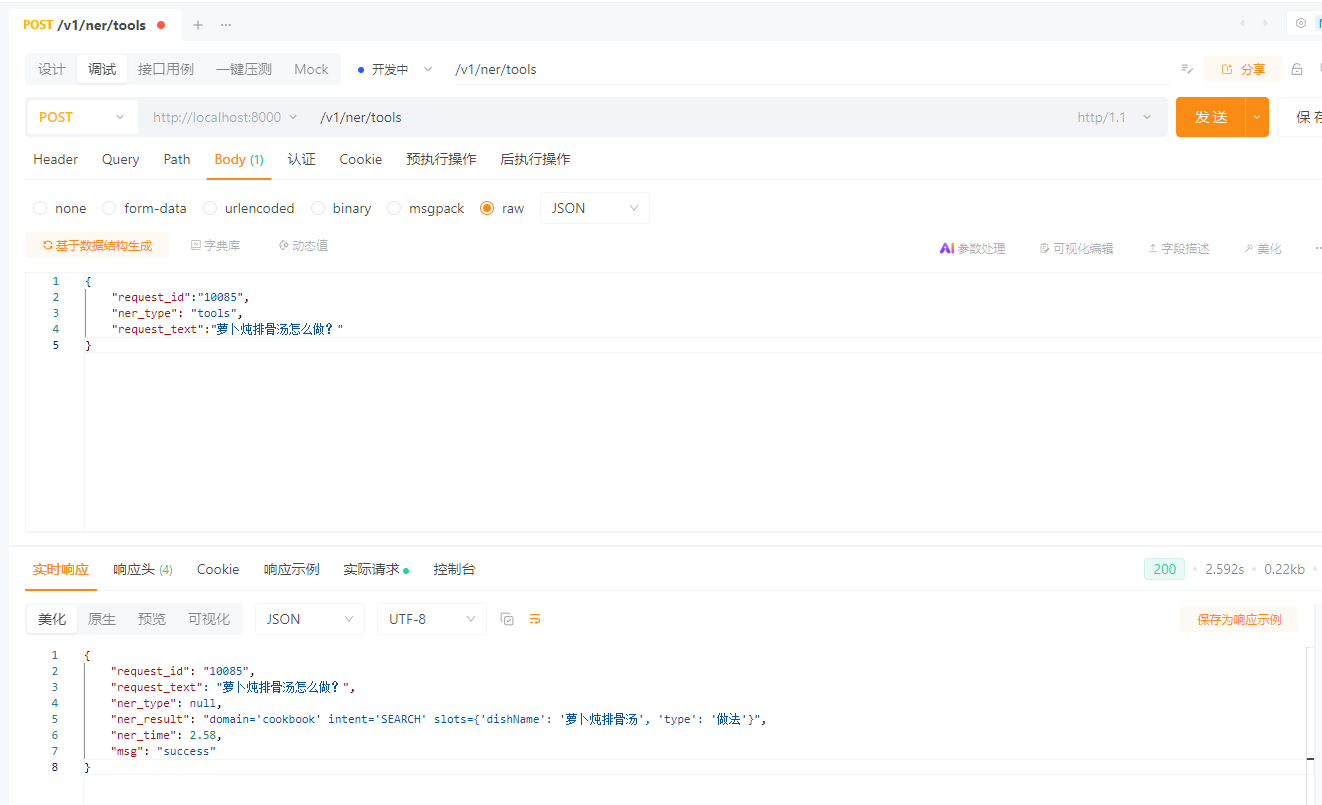 POST /v1/ner/tools
设计 调试 接口用例 一键压测 Mock 开发中 /v1/ner/tools 分享
POST http://localhost:8000 /v1/ner/tools http/1.1 发送 保存
Header Query Path Body (1) 认证 Cookie 预执行操作 后执行操作
none form-data urlencoded binary msgpack raw JSON
基于数据结构生成 字典库 动态值 AI 参数处理 可视化编辑 字段描述 美化
1 {
2 "request_id":"10085",
3 "ner_type": "tools",
4 "request_text":"萝卜炖排骨汤怎么做？"
5 }
实时响应 响应头 (4) Cookie 响应示例 实际请求 控制台 200 2.592s 0.22kb
美化 原生 预览 可视化 JSON UTF-8 保存为响应示例
1 {
2 "request_id": "10085",
3 "request_text": "萝卜炖排骨汤怎么做？",
4 "ner_type": null,
5 "ner_result": "domain='cookbook' intent='SEARCH' slots={'dishName': '萝卜炖排骨汤', 'type': '做法'}",
6 "ner_time": 2.58,
7 "msg": "success"
8 }